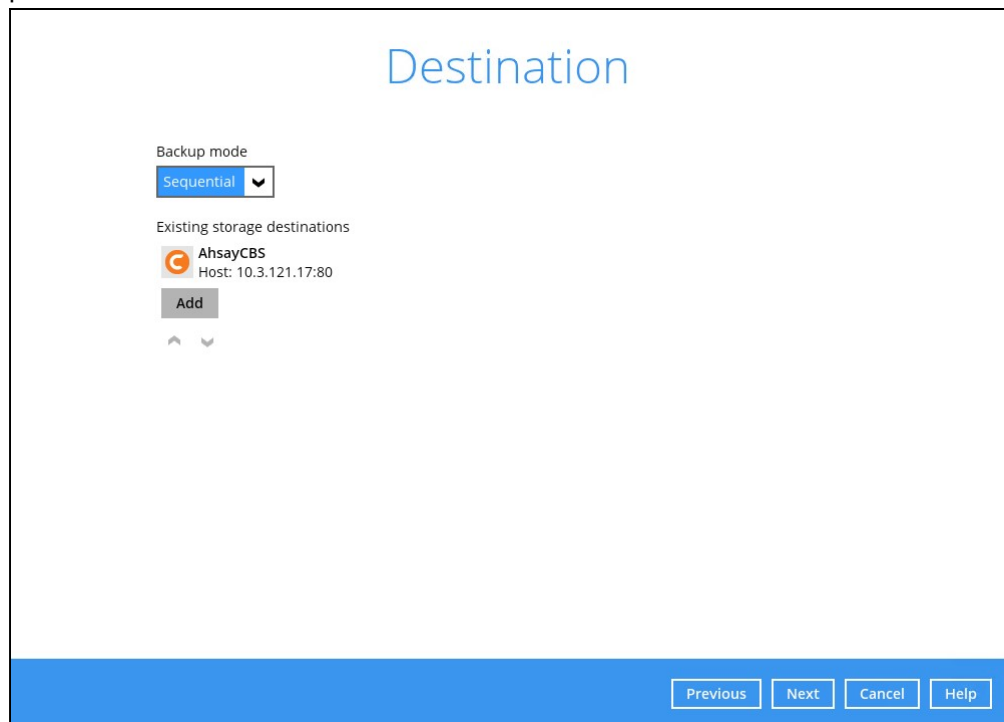 Destination
Backup mode
Sequential
Existing storage destinations
AhsayCBS
Host: 10.3.121.17:80
Add
Previous Next Cancel Help